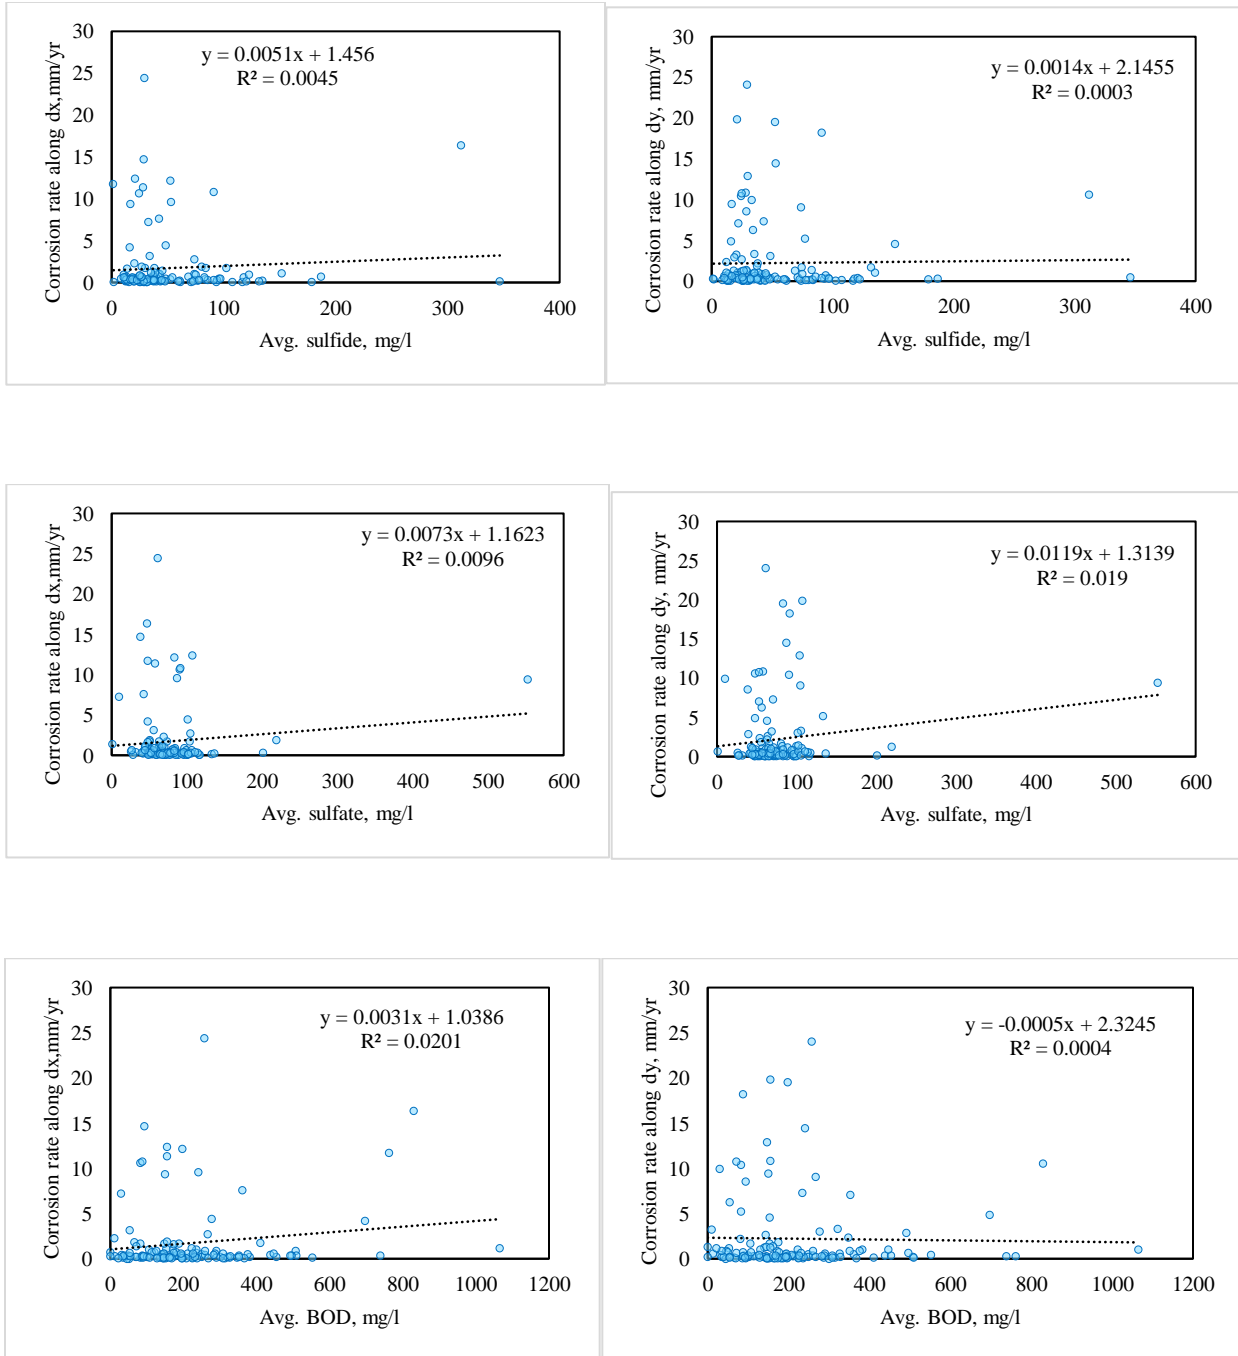 Corrosion rate along dx,mm/yr
30
25
20
15
10
5
0
y = 0.0051x + 1.456
R² = 0.0045
0 100 200 300 400
Avg. sulfide, mg/l
Corrosion rate along dy, mm/yr
30
25
20
15
10
5
0
y = 0.0014x + 2.1455
R² = 0.0003
0 100 200 300 400
Avg. sulfide, mg/l
Corrosion rate along dx,mm/yr
30
25
20
15
10
5
0
y = 0.0073x + 1.1623
R² = 0.0096
0 100 200 300 400 500 600
Avg. sulfate, mg/l
Corrosion rate along dy, mm/yr
30
25
20
15
10
5
0
y = 0.0119x + 1.3139
R² = 0.019
0 100 200 300 400 500 600
Avg. sulfate, mg/l
Corrosion rate along dx,mm/yr
30
25
20
15
10
5
0
y = 0.0031x + 1.0386
R² = 0.0201
0 200 400 600 800 1000 1200
Avg. BOD, mg/l
Corrosion rate along dy, mm/yr
30
25
20
15
10
5
0
y = -0.0005x + 2.3245
R² = 0.0004
0 200 400 600 800 1000 1200
Avg. BOD, mg/l